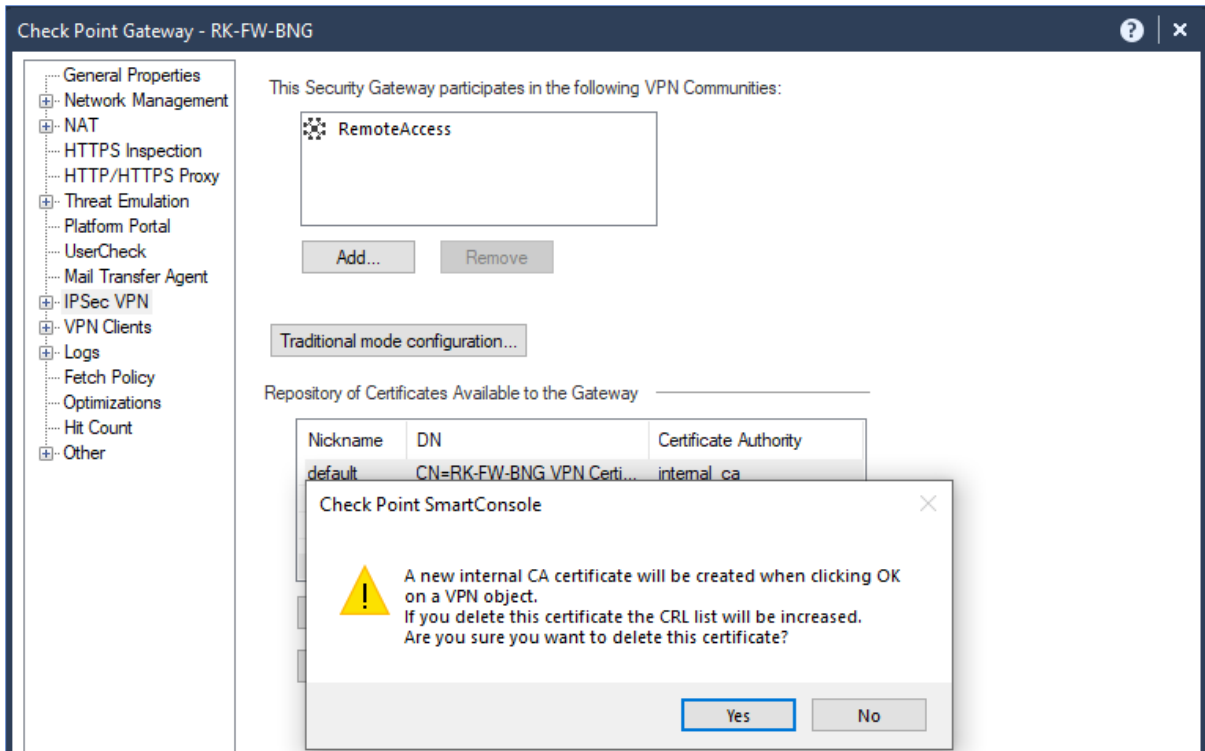 Check Point Gateway - RK-FW-BNG
General Properties
Network Management
NAT
HTTPS Inspection
HTTP/HTTPS Proxy
Threat Emulation
Platform Portal
UserCheck
Mail Transfer Agent
IPSec VPN
VPN Clients
Logs
Fetch Policy
Optimizations
Hit Count
Other
This Security Gateway participates in the following VPN Communities:
RemoteAccess
Add...
Remove
Traditional mode configuration...
Repository of Certificates Available to the Gateway
Nickname DN Certificate Authority
default CN=RK-FW-BNG VPN Certi... internal_ca
Check Point SmartConsole
A new internal CA certificate will be created when clicking OK
on a VPN object.
If you delete this certificate the CRL list will be increased.
Are you sure you want to delete this certificate?
Yes
No